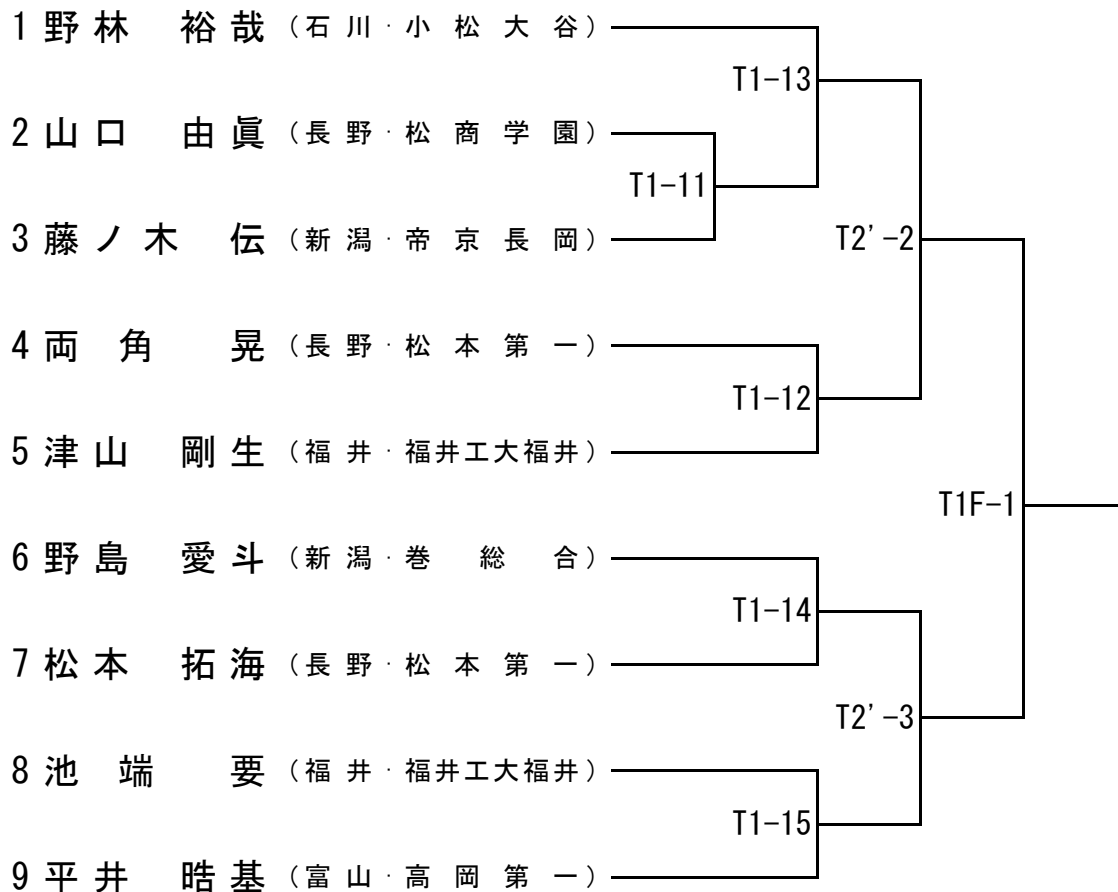 1 野林 裕哉 (石川・小松大谷)
T1-13
2 山口 由眞 (長野・松商学園)
T1-11
3 藤ノ木 伝 (新潟・帝京長岡)
T2'-2
4 両角 晃 (長野・松本第一)
T1-12
5 津山 剛生 (福井・福井工大福井)
T1F-1
6 野島 愛斗 (新潟・巻総合)
T1-14
7 松本 拓海 (長野・松本第一)
T2'-3
8 池端 要 (福井・福井工大福井)
T1-15
9 平井 晧基 (富山・高岡第一)